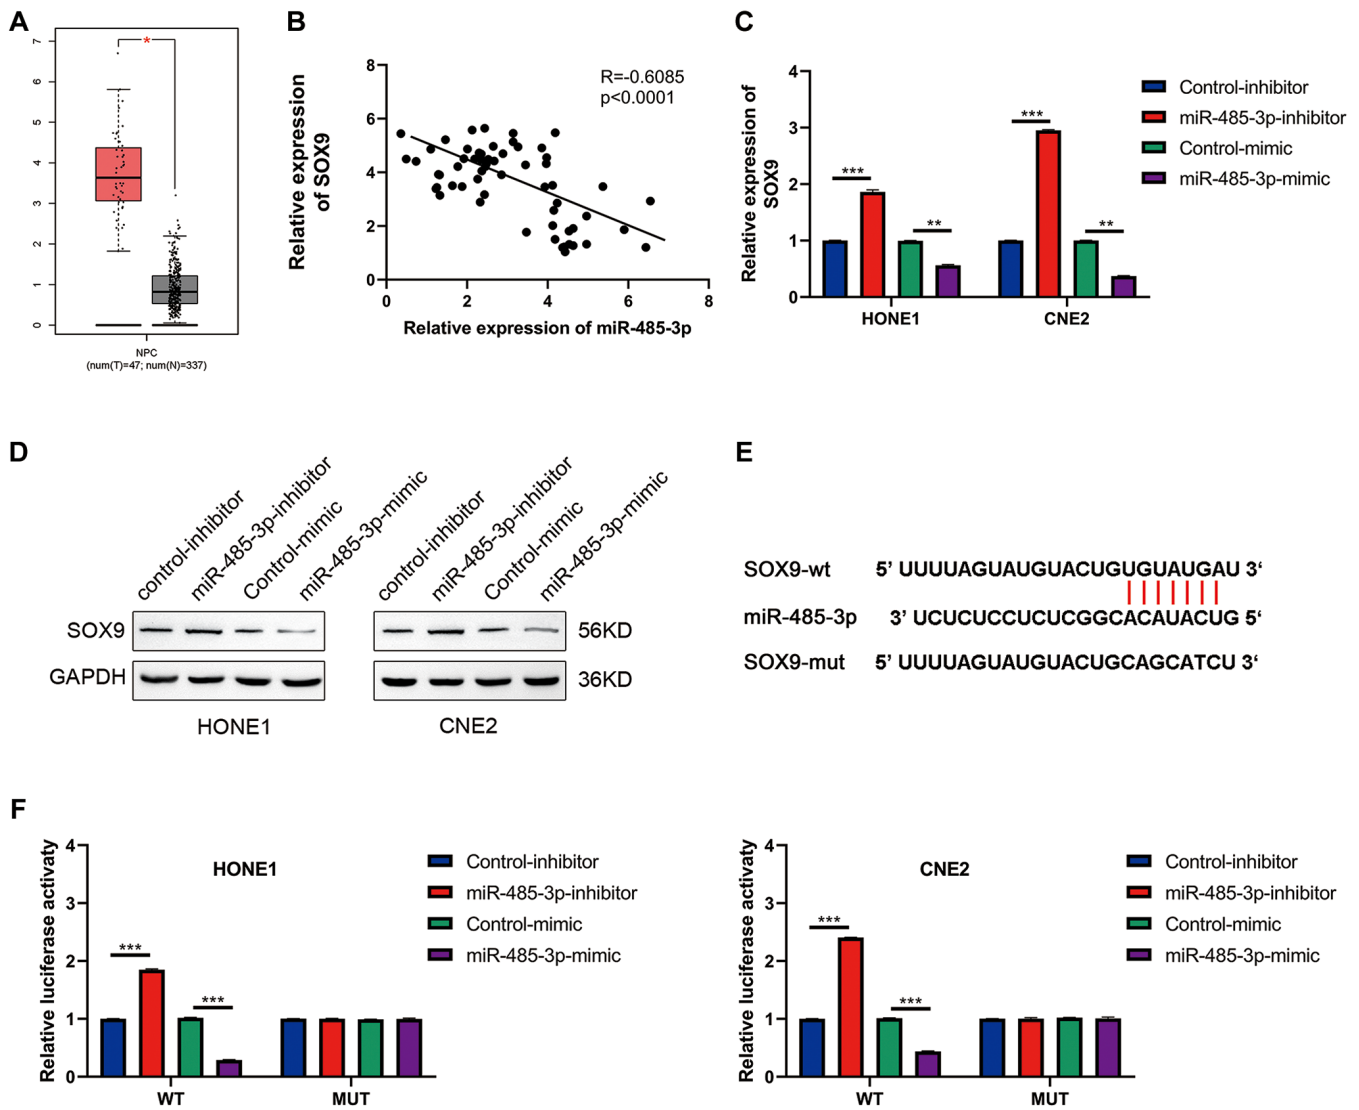 A
7
6
5
4
3
2
1
0
*
NPC
(num(T)=47; num(N)=337)
B
Relative expression
of SOX9
8
6
4
2
0
R=-0.6085
p<0.0001
0 2 4 6 8
Relative expression of miR-485-3p
C
Relative expression of
SOX9
4
3
2
1
0
*** ** *** **
HONE1 CNE2
Control-inhibitor
miR-485-3p-inhibitor
Control-mimic
miR-485-3p-mimic
D
control-inhibitor
miR-485-3p-inhibitor
Control-mimic
miR-485-3p-mimic
control-inhibitor
miR-485-3p-inhibitor
Control-mimic
miR-485-3p-mimic
SOX9 56KD
GAPDH 36KD
HONE1 CNE2
E
SOX9-wt 5’ UUUUAGUAUGUACUGUGUAUGAU 3‘
miR-485-3p 3’ UCUCUCCUCUCGGCACAUACUG 5‘
SOX9-mut 5’ UUUUAGUAUGUACUGCAGCATCU 3‘
F
Relative luciferase activaty
4
3
2
1
0
HONE1
*** ***
WT MUT
Control-inhibitor
miR-485-3p-inhibitor
Control-mimic
miR-485-3p-mimic
Relative luciferase activaty
4
3
2
1
0
CNE2
*** ***
WT MUT
Control-inhibitor
miR-485-3p-inhibitor
Control-mimic
miR-485-3p-mimic